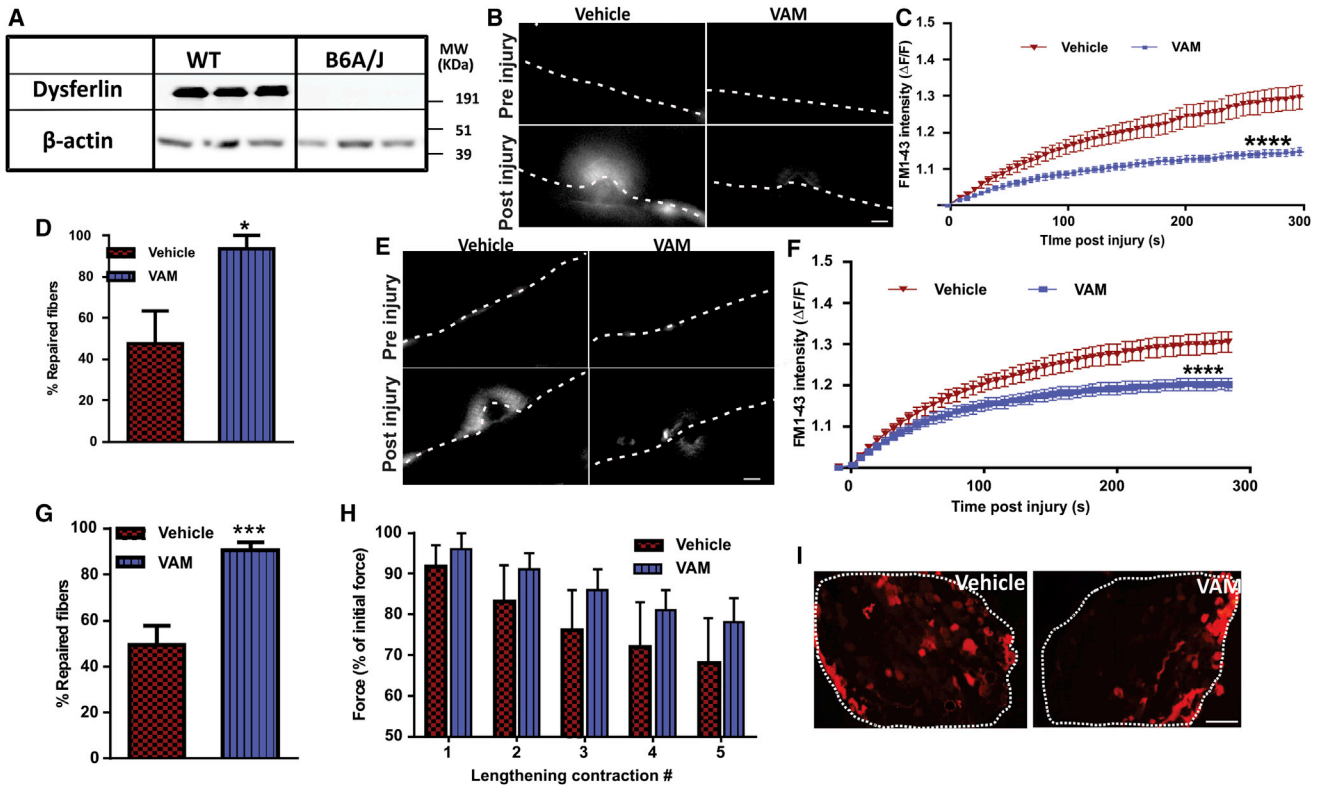 A
WT B6A/J MW (KDa)
Dysferlin 191
β-actin 51
39
B
Vehicle VAM
Pre injury
Post injury
C
Vehicle VAM
FM1-43 intensity (ΔF/F)
1.5
1.4
1.3
1.2
1.1
1
****
0 100 200 300
TIme post injury (s)
D
% Repaired fibers
100
80
60
40
20
0
Vehicle
VAM
*
E
Vehicle VAM
Pre injury
Post injury
F
Vehicle VAM
FM1-43 intensity (ΔF/F)
1.5
1.4
1.3
1.2
1.1
****
0 100 200 300
Time post injury (s)
G
% Repaired fibers
100
80
60
40
20
0
Vehicle
VAM
***
H
Force (% of initial force)
100
90
80
70
60
50
Vehicle
VAM
1 2 3 4 5
Lengthening contraction #
I
Vehicle VAM